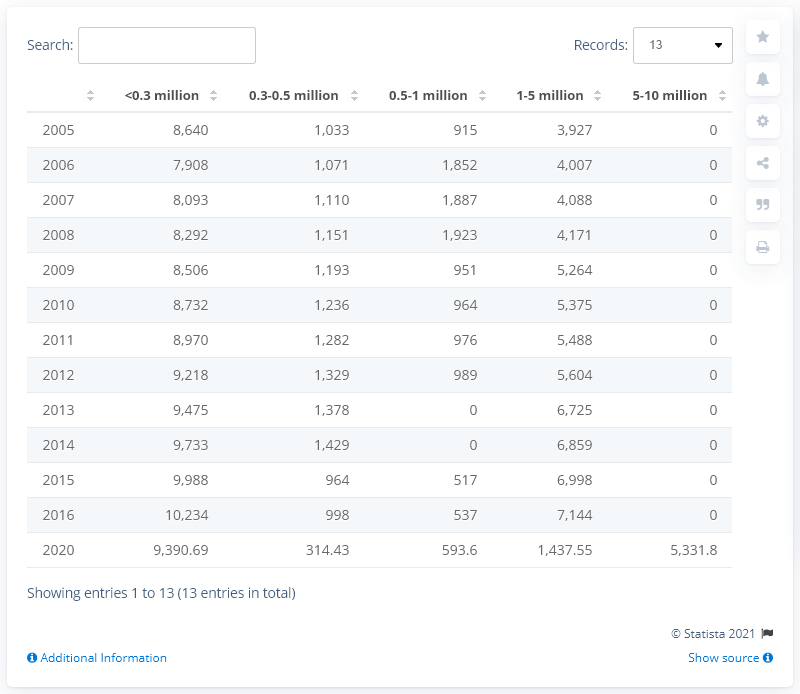 Search:
Records: 13
<0.3 million 0.3-0.5 million 0.5-1 million 1-5 million 5-10 million
2005 8,640 1,033 915 3,927 0
2006 7,908 1,071 1,852 4,007 0
2007 8,093 1,110 1,887 4,088 0
2008 8,292 1,151 1,923 4,171 0
2009 8,506 1,193 951 5,264 0
2010 8,732 1,236 964 5,375 0
2011 8,970 1,282 976 5,488 0
2012 9,218 1,329 989 5,604 0
2013 9,475 1,378 0 6,725 0
2014 9,733 1,429 0 6,859 0
2015 9,988 964 517 6,998 0
2016 10,234 998 537 7,144 0
2020 9,390.69 314.43 593.6 1,437.55 5,331.8
Showing entries 1 to 13 (13 entries in total)
© Statista 2021
Additional Information
Show source